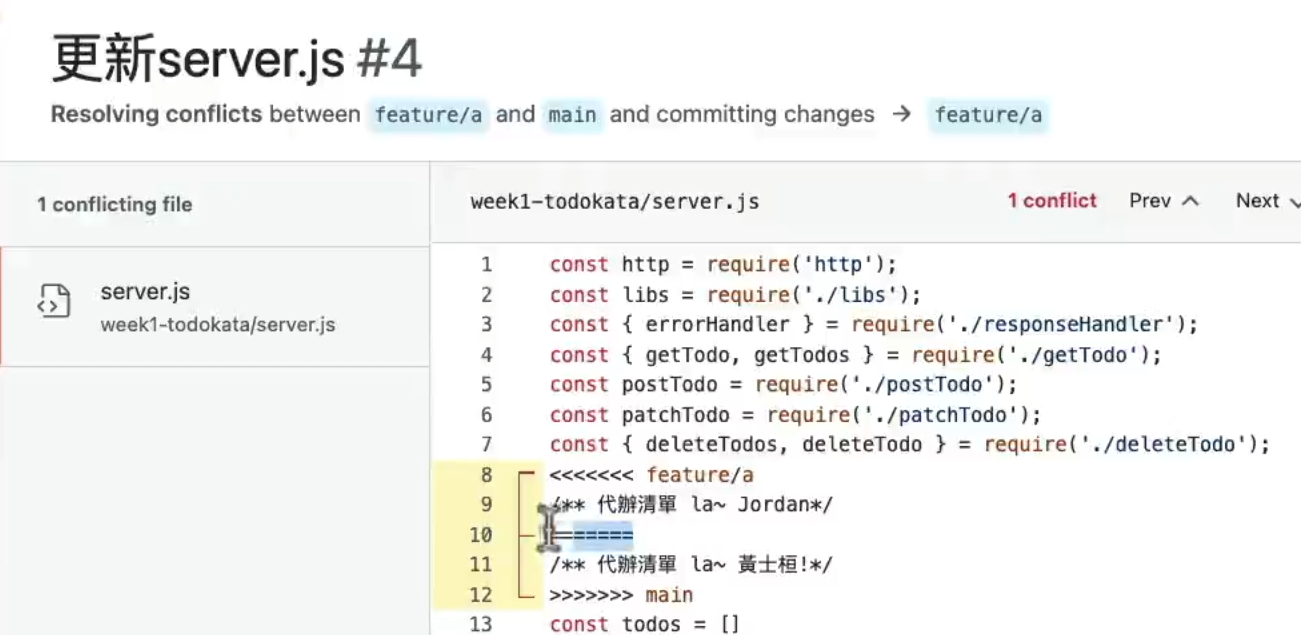 更新server.js #4
Resolving conflicts between feature/a and main and committing changes → feature/a
1 conflicting file
server.js
week1-todokata/server.js
week1-todokata/server.js 1 conflict Prev Next
1 const http = require('http');
2 const libs = require('./libs');
3 const { errorHandler } = require('./responseHandler');
4 const { getTodo, getTodos } = require('./getTodo');
5 const postTodo = require('./postTodo');
6 const patchTodo = require('./patchTodo');
7 const { deleteTodos, deleteTodo } = require('./deleteTodo');
8 <<<<<<< feature/a
9 /** 代辦清單 la~ Jordan*/
10 =======
11 /** 代辦清單 la~ 黃士桓!*/
12 >>>>>>> main
13 const todos = []